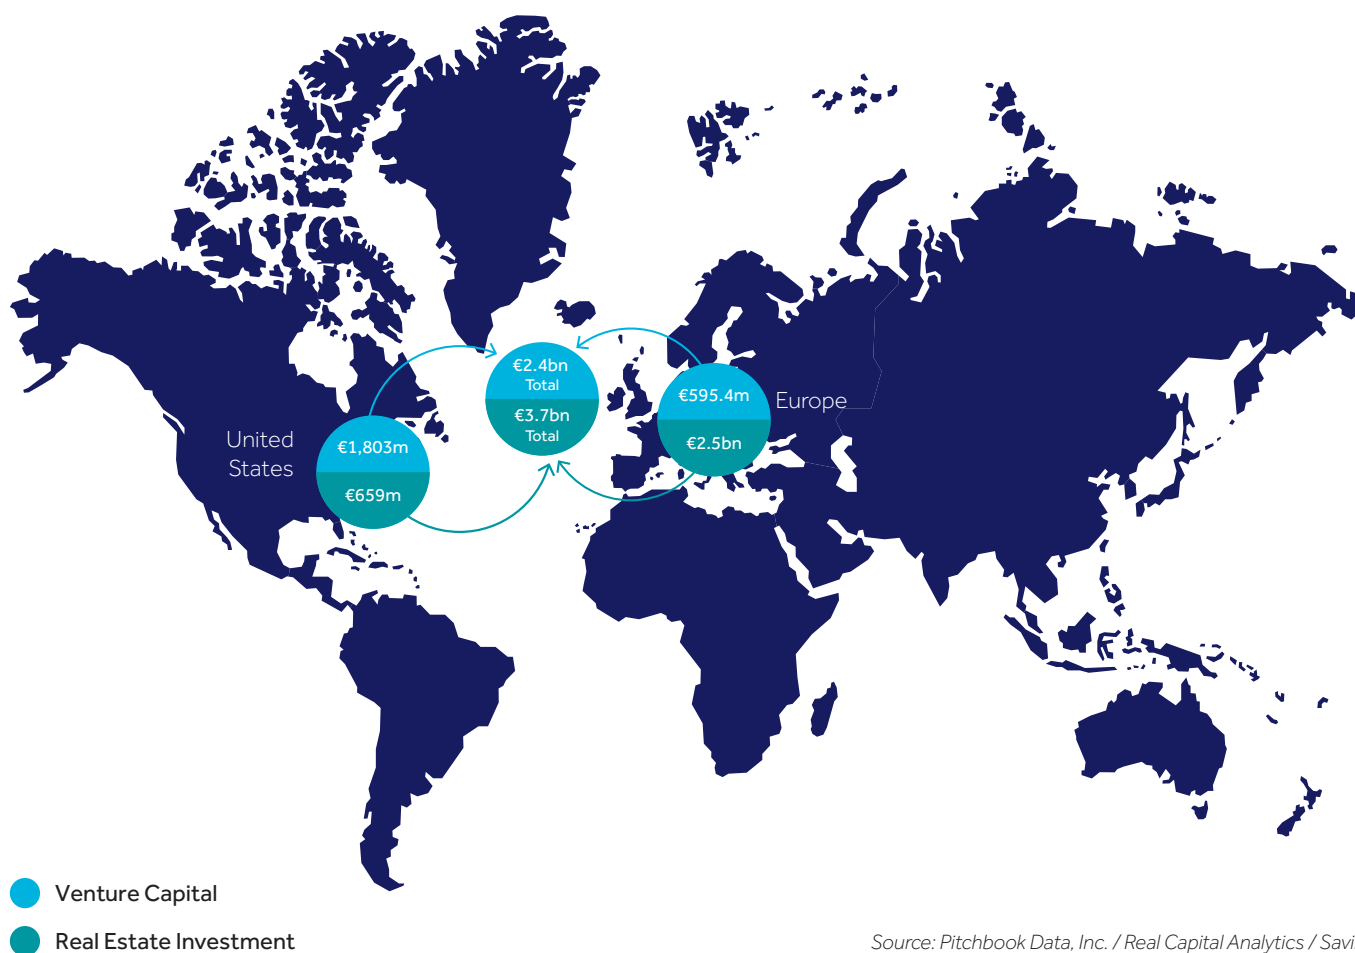 €2.4bn
Total
€3.7bn
Total
€595.4m
€2.5bn
Europe
United
States
€1,803m
€659m
Venture Capital
Real Estate Investment
Source: Pitchbook Data, Inc. / Real Capital Analytics /